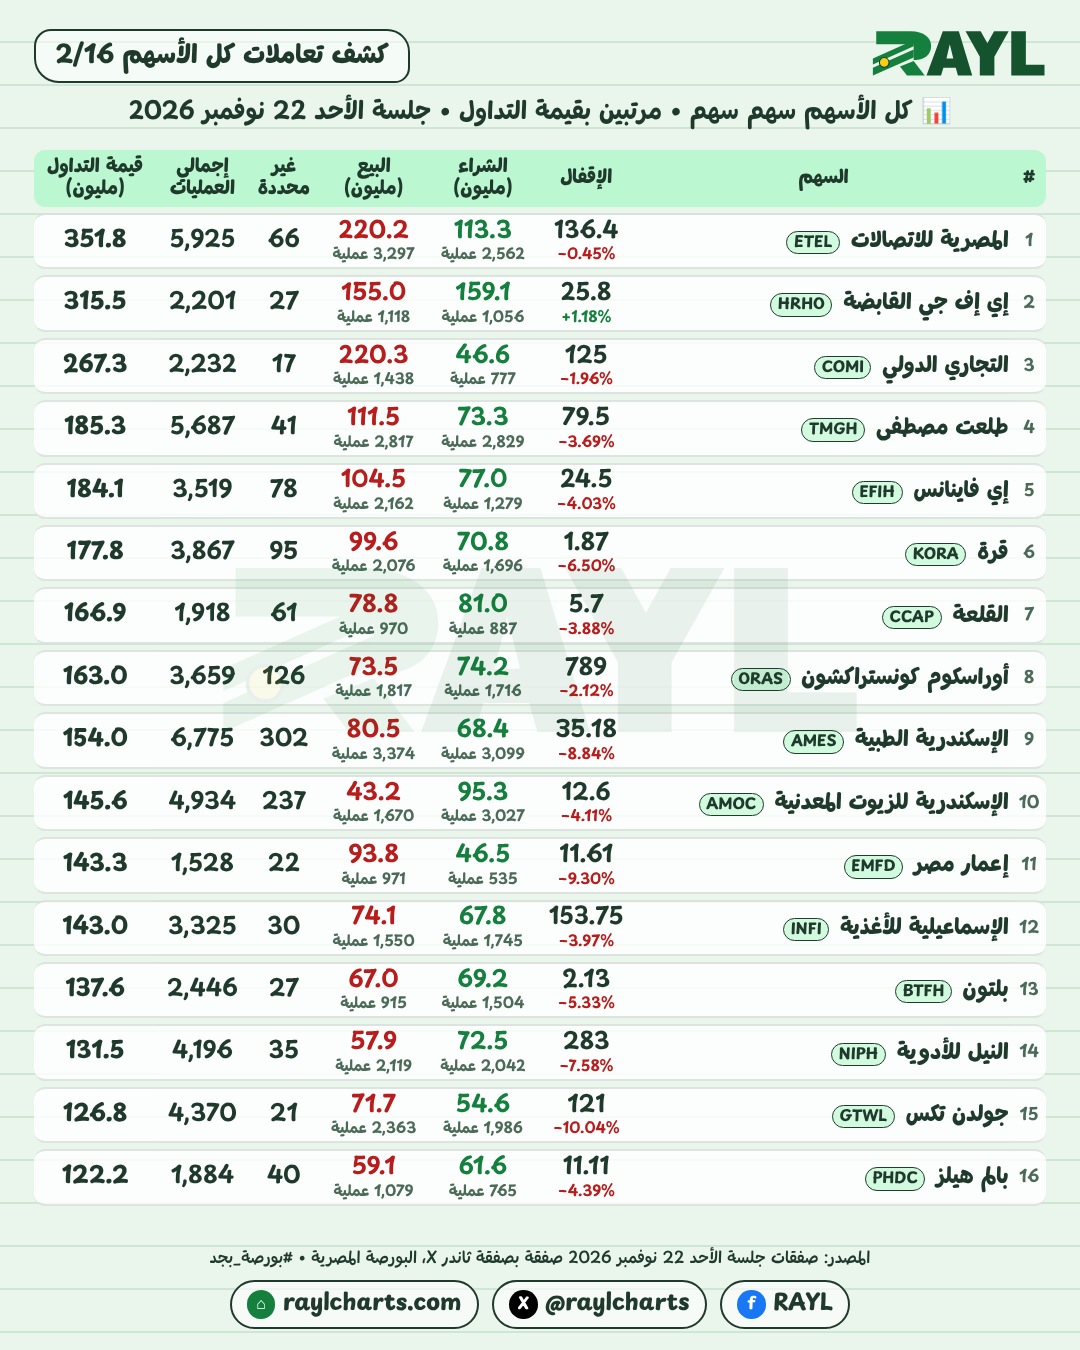 RAYL
كشف تعاملات كل الأسهم 2/16
📊 كل الأسهم سهم سهم • مرتبين بقيمة التداول • جلسة الأحد 22 نوفمبر 2026
# السهم الإقفال الشراء (مليون) البيع (مليون) غير محددة إجمالي العمليات قيمة التداول (مليون)
1 المصرية للاتصالات ETEL 136.4 113.3 220.2 66 5,925 351.8
−0.45% 2,562 عملية 3,297 عملية
2 إي إف جي القابضة HRHO 25.8 159.1 155.0 27 2,201 315.5
+1.18% 1,056 عملية 1,118 عملية
3 التجاري الدولي COMI 125 46.6 220.3 17 2,232 267.3
−1.96% 777 عملية 1,438 عملية
4 طلعت مصطفى TMGH 79.5 73.3 111.5 41 5,687 185.3
−3.69% 2,829 عملية 2,817 عملية
5 إي فاينانس EFIH 24.5 77.0 104.5 78 3,519 184.1
−4.03% 1,279 عملية 2,162 عملية
6 قرة KORA 1.87 70.8 99.6 95 3,867 177.8
−6.50% 1,696 عملية 2,076 عملية
7 القلعة CCAP 5.7 81.0 78.8 61 1,918 166.9
−3.88% 887 عملية 970 عملية
8 أوراسكوم كونستراكشون ORAS 789 74.2 73.5 126 3,659 163.0
−2.12% 1,716 عملية 1,817 عملية
9 الإسكندرية الطبية AMES 35.18 68.4 80.5 302 6,775 154.0
−8.84% 3,099 عملية 3,374 عملية
10 الإسكندرية للزيوت المعدنية AMOC 12.6 95.3 43.2 237 4,934 145.6
−4.11% 3,027 عملية 1,670 عملية
11 إعمار مصر EMFD 11.61 46.5 93.8 22 1,528 143.3
−9.30% 535 عملية 971 عملية
12 الإسماعيلية للأغذية INFI 153.75 67.8 74.1 30 3,325 143.0
−3.97% 1,745 عملية 1,550 عملية
13 بلتون BTFH 2.13 69.2 67.0 27 2,446 137.6
−5.33% 1,504 عملية 915 عملية
14 النيل للأدوية NIPH 283 72.5 57.9 35 4,196 131.5
−7.58% 2,042 عملية 2,119 عملية
15 جولدن تكس GTWL 121 54.6 71.7 21 4,370 126.8
−10.04% 1,986 عملية 2,363 عملية
16 بالم هيلز PHDC 11.11 61.6 59.1 40 1,884 122.2
−4.39% 765 عملية 1,079 عملية
المصدر: صفقات جلسة الأحد 22 نوفمبر 2026 صفقة بصفقة ثاندر X، البورصة المصرية • #بورصة_بجد
raylcharts.com @raylcharts RAYL